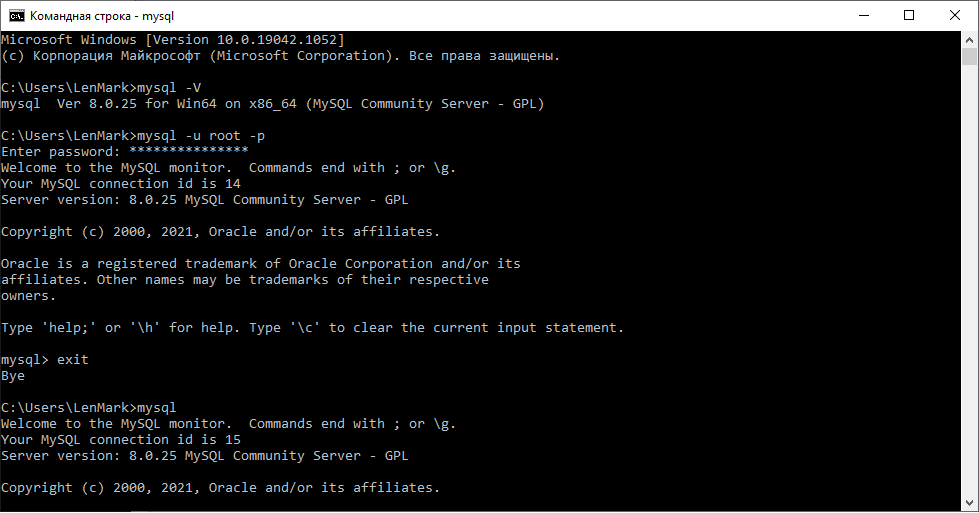 Командная строка - mysql
Microsoft Windows [Version 10.0.19042.1052]
(c) Корпорация Майкрософт (Microsoft Corporation). Все права защищены.
C:\Users\LenMark>mysql -V
mysql  Ver 8.0.25 for Win64 on x86_64 (MySQL Community Server - GPL)
C:\Users\LenMark>mysql -u root -p
Enter password: ***************
Welcome to the MySQL monitor.  Commands end with ; or \g.
Your MySQL connection id is 14
Server version: 8.0.25 MySQL Community Server - GPL
Copyright (c) 2000, 2021, Oracle and/or its affiliates.
Oracle is a registered trademark of Oracle Corporation and/or its
affiliates. Other names may be trademarks of their respective
owners.
Type 'help;' or '\h' for help. Type '\c' to clear the current input statement.
mysql> exit
Bye
C:\Users\LenMark>mysql
Welcome to the MySQL monitor.  Commands end with ; or \g.
Your MySQL connection id is 15
Server version: 8.0.25 MySQL Community Server - GPL
Copyright (c) 2000, 2021, Oracle and/or its affiliates.